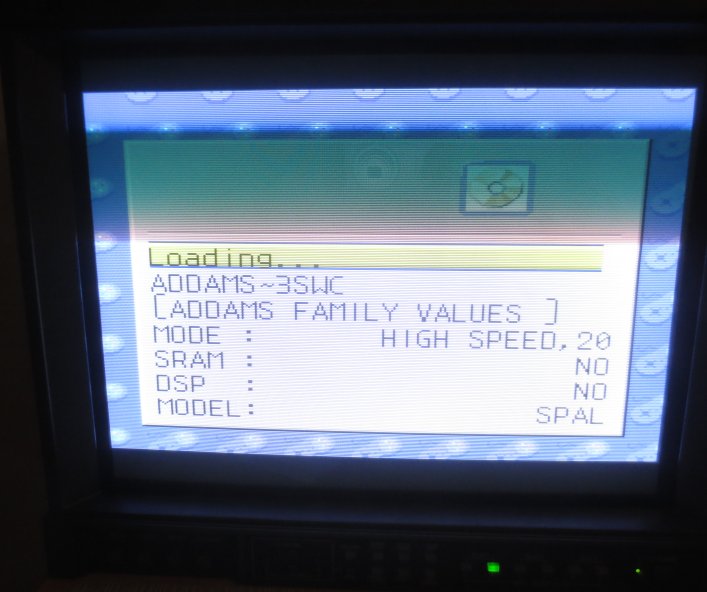 Loading...
ADDAMS~3SWC
[ADDAMS FAMILY VALUES ]
MODE : HIGH SPEED,20
SRAM : NO
DSP : NO
MODEL: SPAL